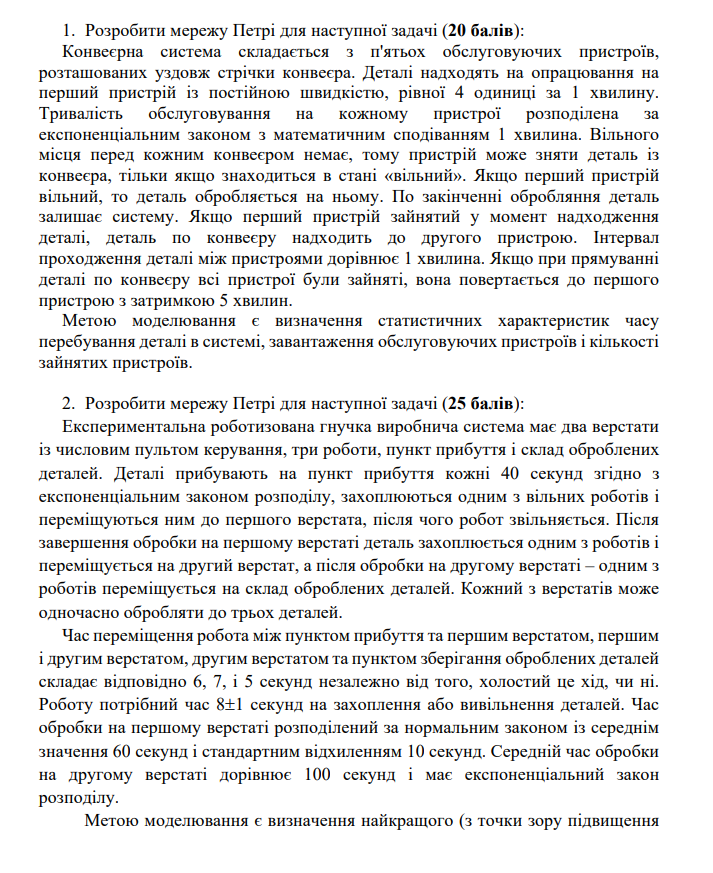 1. Розробити мережу Петрі для наступної задачі (20 балів):
Конвеєрна система складається з п'ятьох обслуговуючих пристроїв,
розташованих уздовж стрічки конвеєра. Деталі надходять на опрацювання на
перший пристрій із постійною швидкістю, рівної 4 одиниці за 1 хвилину.
Тривалість обслуговування на кожному пристрої розподілена за
експоненціальним законом з математичним сподіванням 1 хвилина. Вільного
місця перед кожним конвеєром немає, тому пристрій може зняти деталь із
конвеєра, тільки якщо знаходиться в стані «вільний». Якщо перший пристрій
вільний, то деталь обробляється на ньому. По закінченні обробляння деталь
залишає систему. Якщо перший пристрій зайнятий у момент надходження
деталі, деталь по конвеєру надходить до другого пристрою. Інтервал
проходження деталі між пристроями дорівнює 1 хвилина. Якщо при прямуванні
деталі по конвеєру всі пристрої були зайняті, вона повертається до першого
пристрою з затримкою 5 хвилин.
Метою моделювання є визначення статистичних характеристик часу
перебування деталі в системі, завантаження обслуговуючих пристроїв і кількості
зайнятих пристроїв.
2. Розробити мережу Петрі для наступної задачі (25 балів):
Експериментальна роботизована гнучка виробнича система має два верстати
із числовим пультом керування, три роботи, пункт прибуття і склад оброблених
деталей. Деталі прибувають на пункт прибуття кожні 40 секунд згідно з
експоненціальним законом розподілу, захоплюються одним з вільних роботів і
переміщуються ним до першого верстата, після чого робот звільняється. Після
завершення обробки на першому верстаті деталь захоплюється одним з роботів і
переміщується на другий верстат, а після обробки на другому верстаті – одним з
роботів переміщується на склад оброблених деталей. Кожний з верстатів може
одночасно обробляти до трьох деталей.
Час переміщення робота між пунктом прибуття та першим верстатом, першим
і другим верстатом, другим верстатом та пунктом зберігання оброблених деталей
складає відповідно 6, 7, і 5 секунд незалежно від того, холостий це хід, чи ні.
Роботу потрібний час 8±1 секунд на захоплення або вивільнення деталей. Час
обробки на першому верстаті розподілений за нормальним законом із середнім
значення 60 секунд і стандартним відхиленням 10 секунд. Середній час обробки
на другому верстаті дорівнює 100 секунд і має експоненціальний закон
розподілу.
Метою моделювання є визначення найкращого (з точки зору підвищення